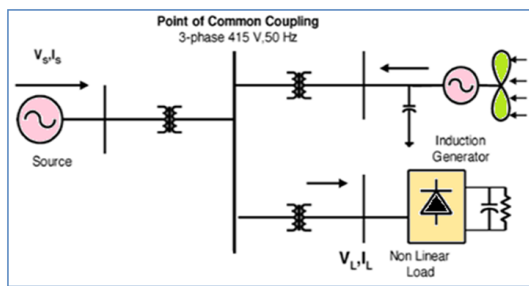 Point of Common Coupling
3-phase 415 V,50 Hz
Vs,Is
Source
Induction
Generator
VL,IL
Non Linear
Load